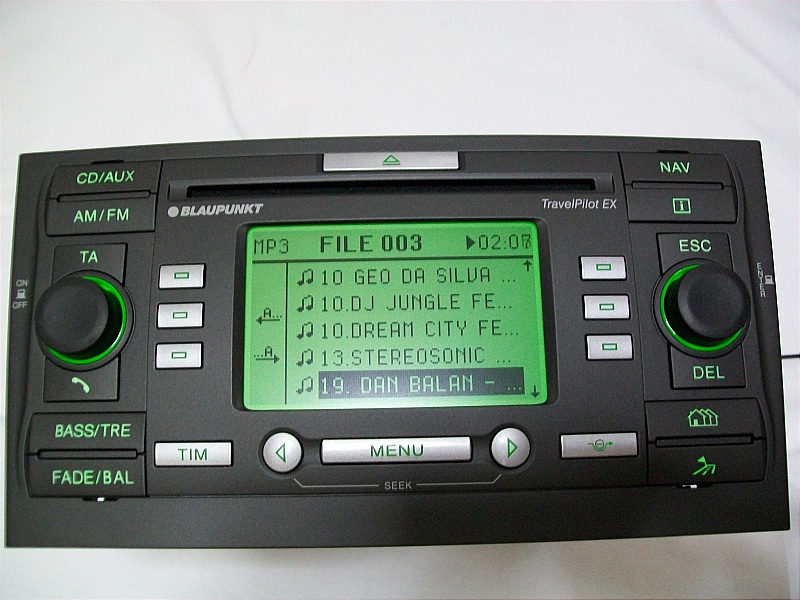 CD/AUX
NAV
AM/FM
BLAUPUNKT
TravelPilot EX
TA
ESC
ON
OFF
ENTER
MP3 FILE 003 02:07
10 GEO DA SILVA ...
10.DJ JUNGLE FE...
A...
10.DREAM CITY FE...
...A
13.STEREOSONIC ...
19. DAN BALAN - ...
DEL
BASS/TRE
TIM
MENU
FADE/BAL
SEEK